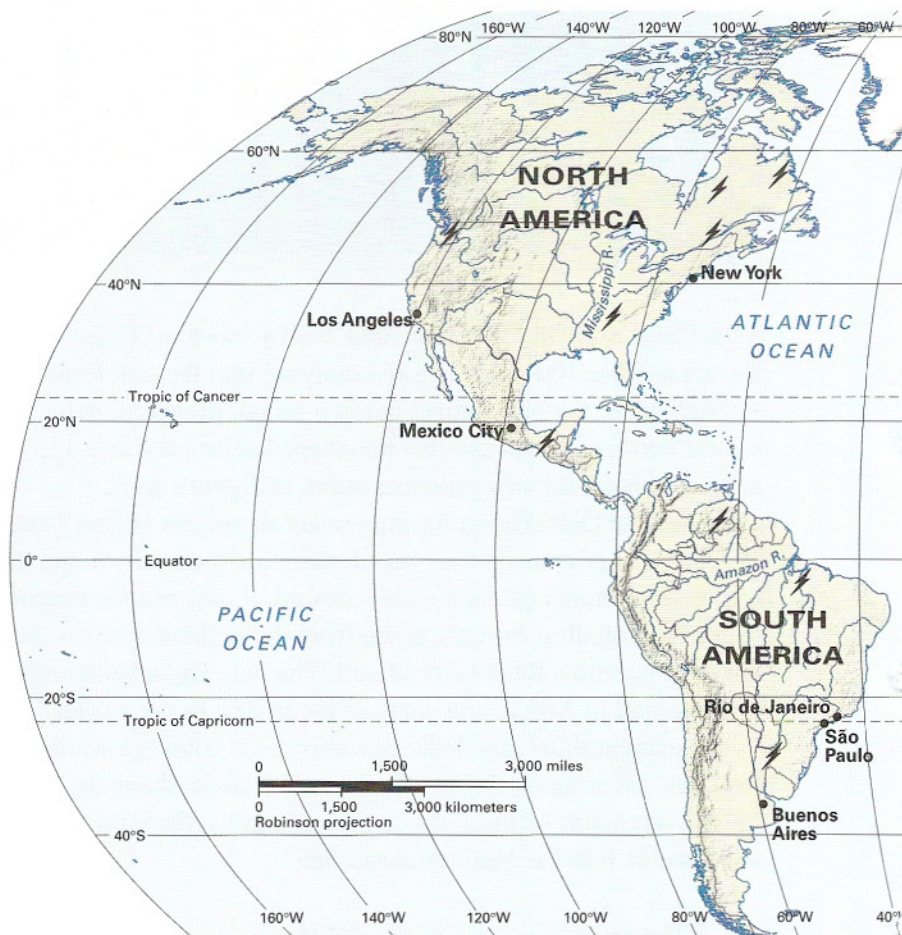 160°W 140°W 120°W 100°W 80°W 60°W
80°N
60°N
NORTH
AMERICA
Mississippi R.
New York
40°N
Los Angeles
ATLANTIC
OCEAN
Tropic of Cancer
20°N
Mexico City
0°
Equator
Amazon R.
PACIFIC
OCEAN
SOUTH
AMERICA
20°S
Rio de Janeiro
Tropic of Capricorn
São
Paulo
0 1,500 3,000 miles
0 1,500 3,000 kilometers
Robinson projection
Buenos
Aires
40°S
160°W 140°W 120°W 100°W 80°W 60°W 40°